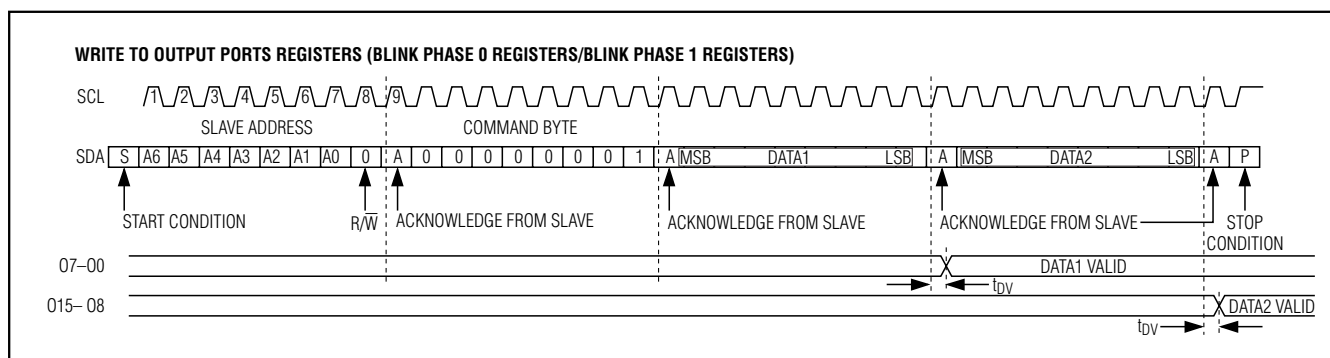 WRITE TO OUTPUT PORTS REGISTERS (BLINK PHASE 0 REGISTERS/BLINK PHASE 1 REGISTERS)
SCL 1 2 3 4 5 6 7 8 9
SLAVE ADDRESS COMMAND BYTE
SDA S A6 A5 A4 A3 A2 A1 A0 0 A 0 0 0 0 0 0 0 1 A MSB DATA1 LSB A MSB DATA2 LSB A P
START CONDITION R/W̅ ACKNOWLEDGE FROM SLAVE ACKNOWLEDGE FROM SLAVE ACKNOWLEDGE FROM SLAVE STOP
CONDITION
O7–O0 DATA1 VALID
tDV
O15– O8 DATA2 VALID
tDV